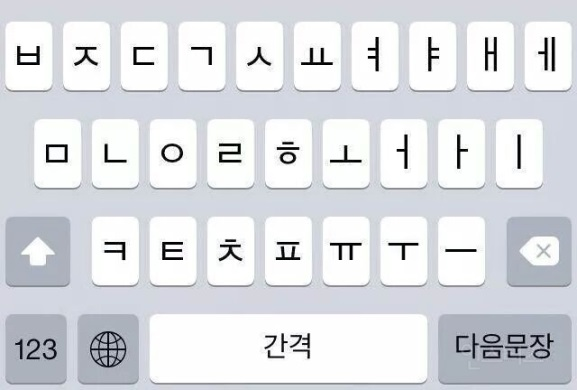 ㅂ ㅈ ㄷ ㄱ ㅅ ㅛ ㅕ ㅑ ㅐ ㅔ
ㅁ ㄴ ㅇ ㄹ ㅎ ㅗ ㅓ ㅏ ㅣ
ㅋ ㅌ ㅊ ㅍ ㅠ ㅜ ㅡ
123 간격 다음문장